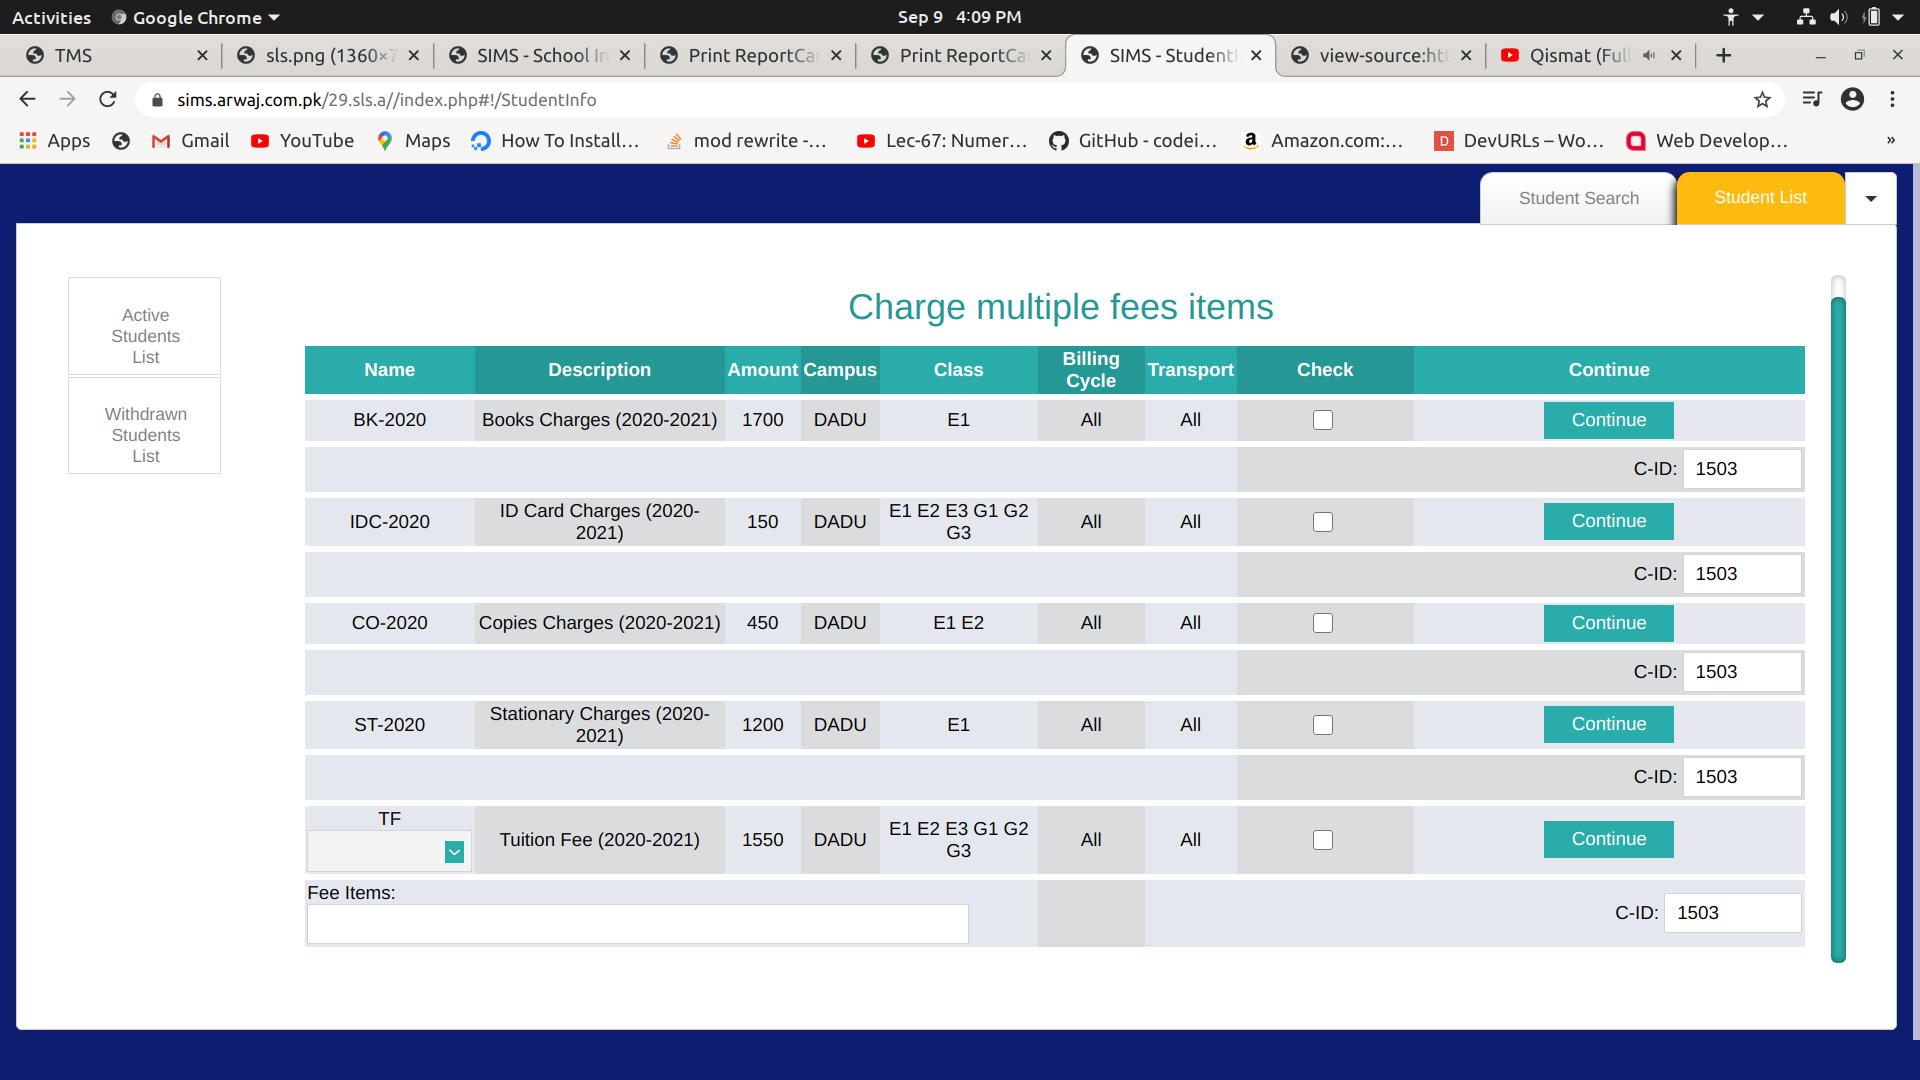 Activities Google Chrome Sep 9 4:09 PM
TMS sls.png (1360×7 SIMS - School In Print ReportCa Print ReportCa SIMS - StudentI view-source:htt Qismat (Full
sims.arwaj.com.pk/29.sls.a//index.php#!/StudentInfo
Apps Gmail YouTube Maps How To Install... mod rewrite -... Lec-67: Numer... GitHub - codei... Amazon.com:... DevURLs – Wo... Web Develop... »
Student Search Student List
Active
Students
List
Withdrawn
Students
List
Charge multiple fees items
Name Description Amount Campus Class Billing Cycle Transport Check Continue
BK-2020 Books Charges (2020-2021) 1700 DADU E1 All All Continue
C-ID: 1503
IDC-2020 ID Card Charges (2020-2021) 150 DADU E1 E2 E3 G1 G2 G3 All All Continue
C-ID: 1503
CO-2020 Copies Charges (2020-2021) 450 DADU E1 E2 All All Continue
C-ID: 1503
ST-2020 Stationary Charges (2020-2021) 1200 DADU E1 All All Continue
C-ID: 1503
TF Tuition Fee (2020-2021) 1550 DADU E1 E2 E3 G1 G2 G3 All All Continue
Fee Items:
C-ID: 1503